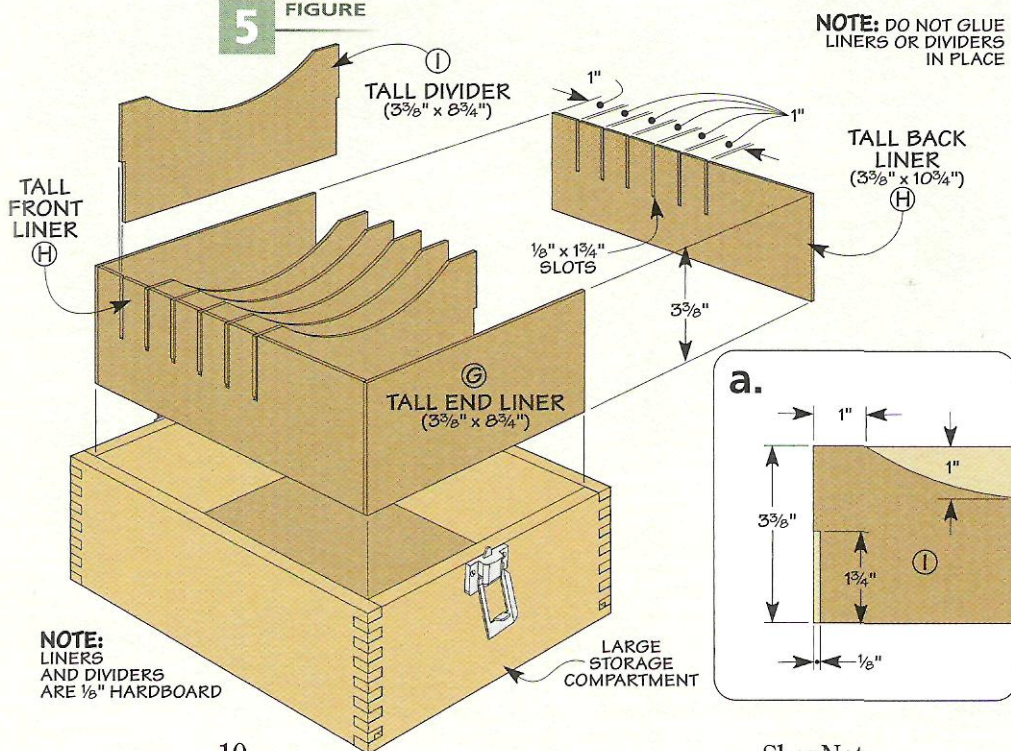 5
FIGURE
NOTE: DO NOT GLUE
LINERS OR DIVIDERS
IN PLACE
I
TALL DIVIDER
(3⅜" x 8¾")
1"
1"
TALL BACK
LINER
(3⅜" x 10¾")
H
TALL
FRONT
LINER
H
⅛" x 1¾"
SLOTS
3⅜"
G
TALL END LINER
(3⅜" x 8¾")
a.
1"
1"
3⅜"
1¾"
I
⅛"
NOTE:
LINERS
AND DIVIDERS
ARE ⅛" HARDBOARD
LARGE
STORAGE
COMPARTMENT